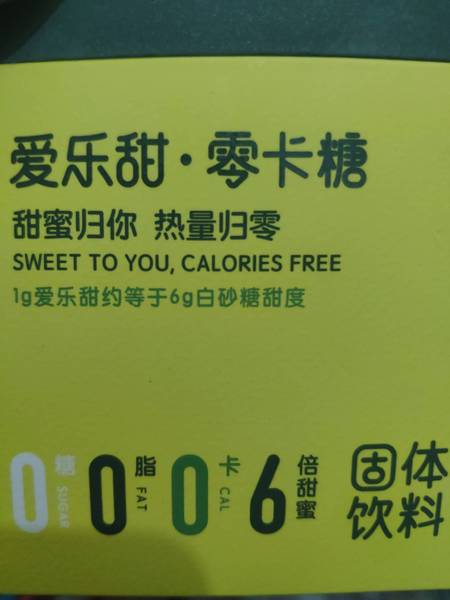 爱乐甜·零卡糖
甜蜜归你 热量归零
SWEET TO YOU, CALORIES FREE
1g爱乐甜约等于6g白砂糖甜度
0糖 SUGAR
0脂 FAT
0卡 CAL
6倍甜蜜
固体
饮料